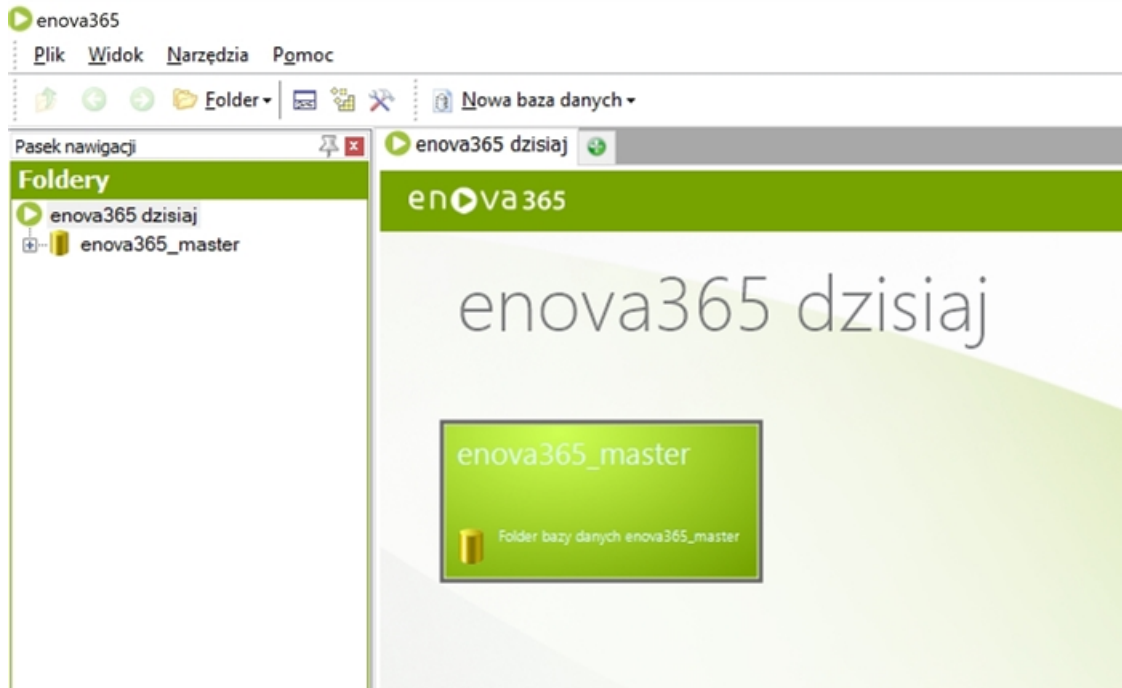 enova365
Plik Widok Narzędzia Pomoc
Folder Nowa baza danych
Pasek nawigacji
enova365 dzisiaj
Foldery
enova365
enova365 dzisiaj
enova365_master
enova365 dzisiaj
enova365_master
Folder bazy danych enova365_master